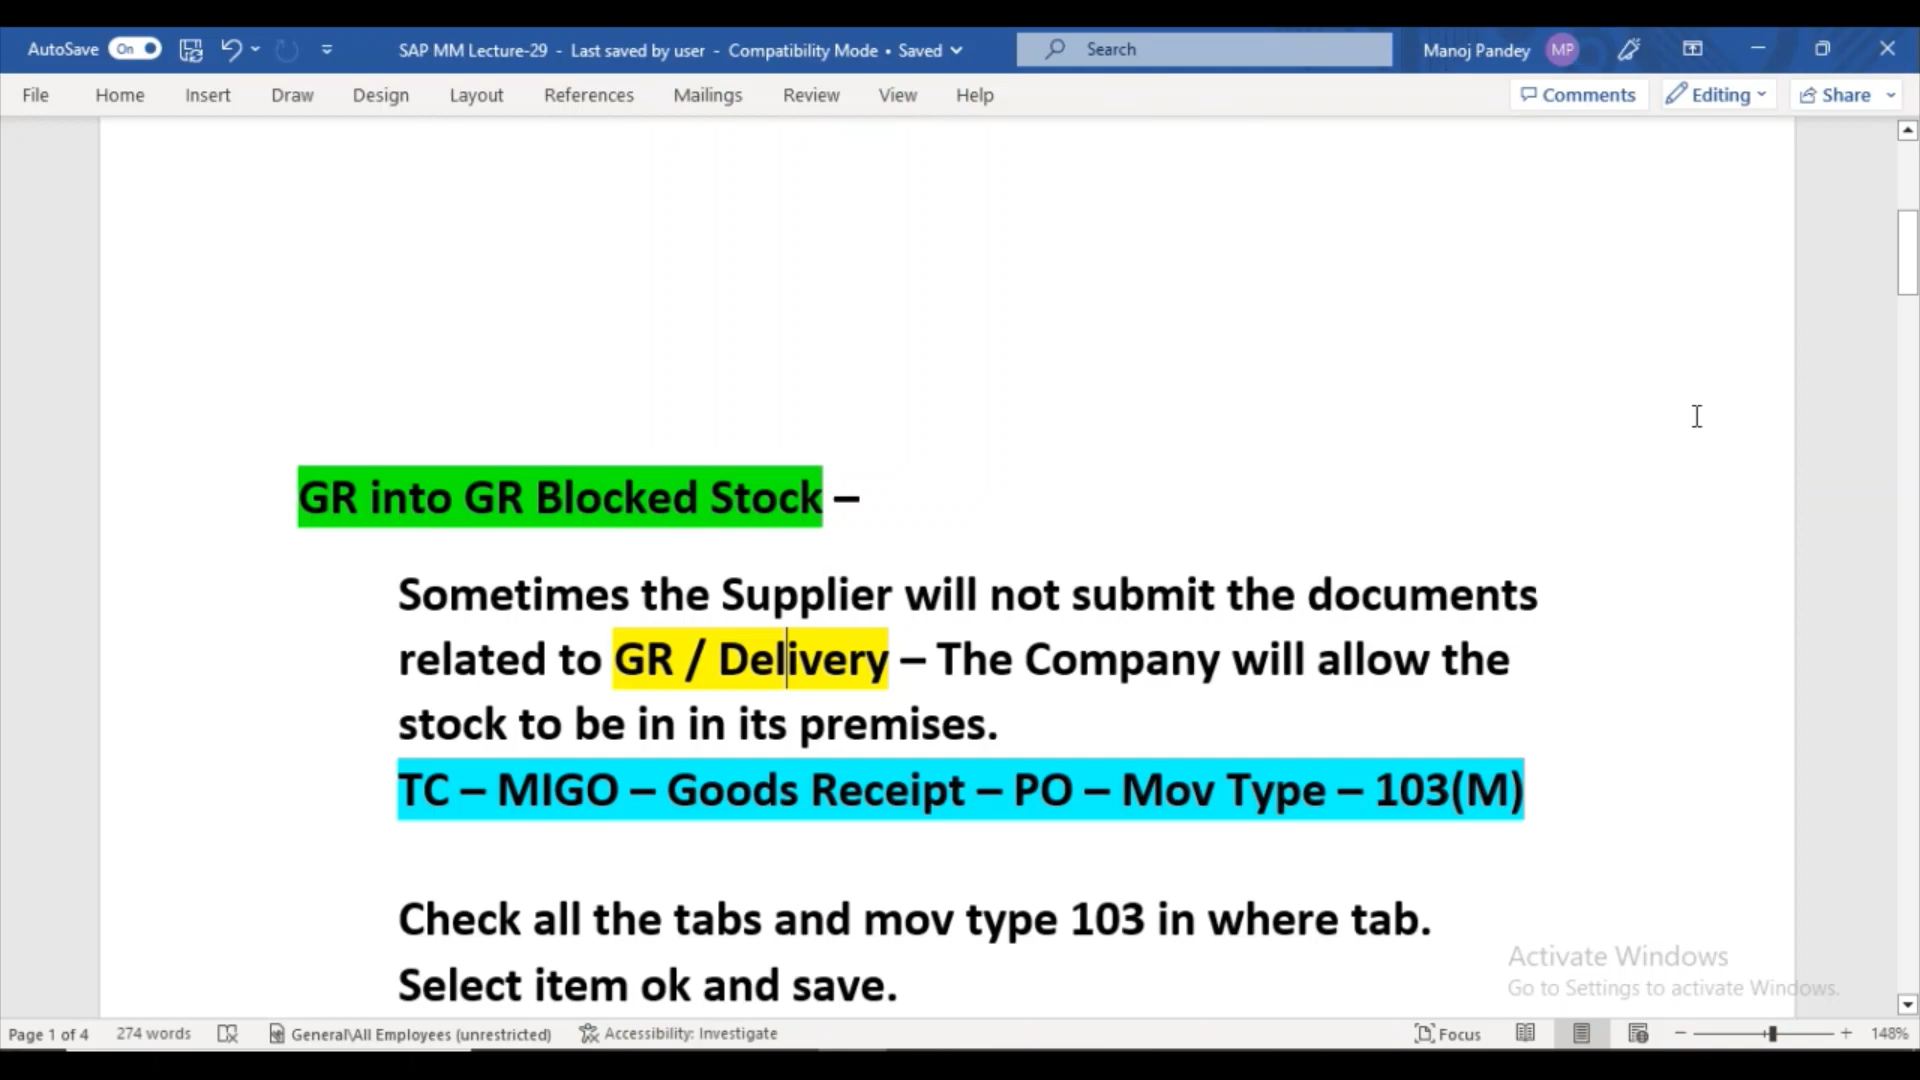 AutoSave On SAP MM Lecture-29 - Last saved by user - Compatibility Mode • Saved Search Manoj Pandey MP
File Home Insert Draw Design Layout References Mailings Review View Help Comments Editing Share
GR into GR Blocked Stock –
Sometimes the Supplier will not submit the documents
related to GR / Delivery – The Company will allow the
stock to be in in its premises.
TC – MIGO – Goods Receipt – PO – Mov Type – 103(M)
Check all the tabs and mov type 103 in where tab.
Select item ok and save.
Activate Windows
Go to Settings to activate Windows.
Page 1 of 4 274 words General\All Employees (unrestricted) Accessibility: Investigate Focus 148%